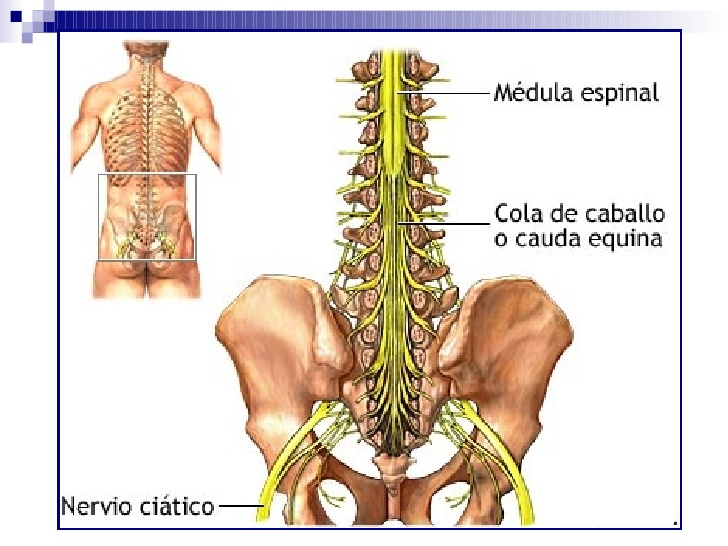 Médula espinal
Cola de caballo
o cauda equina
Nervio ciático